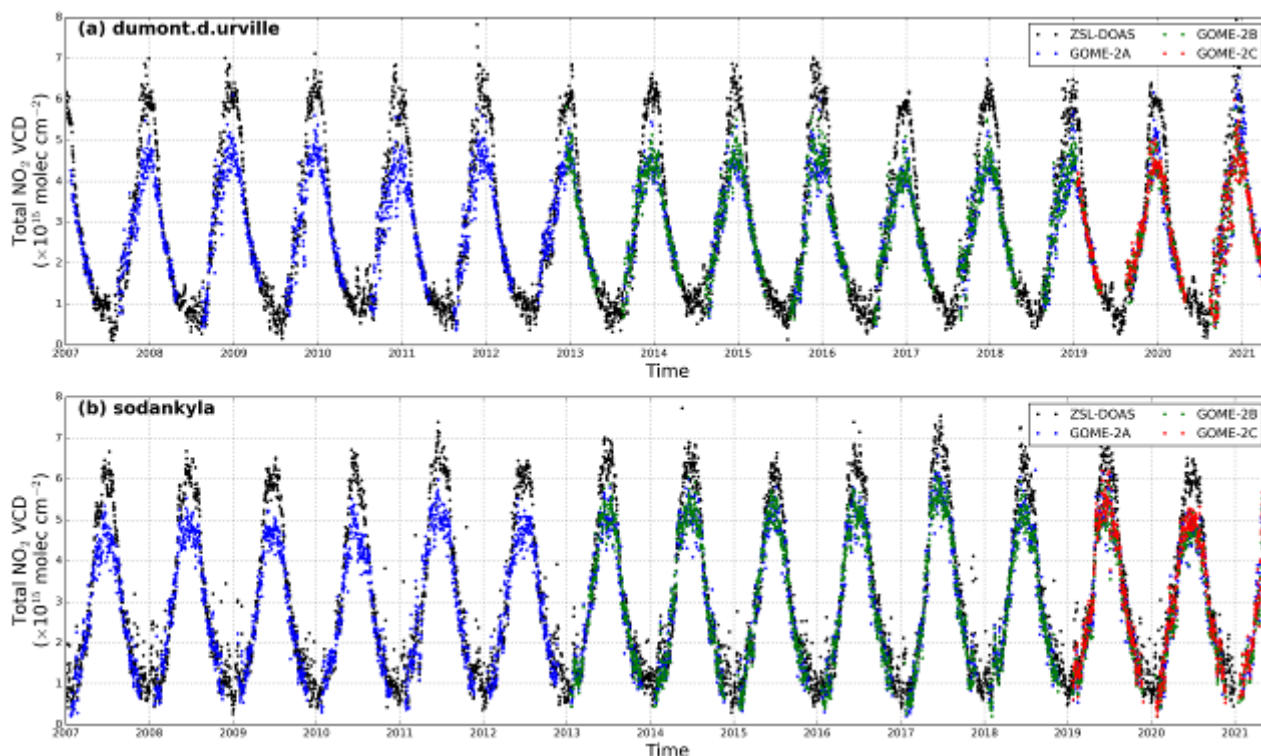 (a) dumont.d.urville
ZSL-DOAS GOME-2B
GOME-2A GOME-2C
Total NO₂ VCD
(×10¹⁵ molec cm⁻²)
8
7
6
5
4
3
2
1
0
2007 2008 2009 2010 2011 2012 2013 2014 2015 2016 2017 2018 2019 2020 2021
Time
(b) sodankyla
ZSL-DOAS GOME-2B
GOME-2A GOME-2C
Total NO₂ VCD
(×10¹⁵ molec cm⁻²)
8
7
6
5
4
3
2
1
0
2007 2008 2009 2010 2011 2012 2013 2014 2015 2016 2017 2018 2019 2020 2021
Time